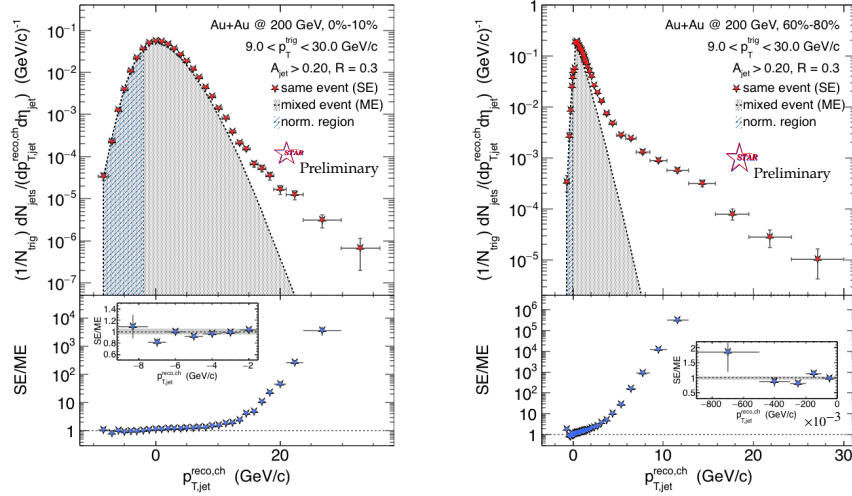 Au+Au @ 200 GeV, 0%-10%
9.0 < p_T^trig < 30.0 GeV/c
A_jet > 0.20, R = 0.3
same event (SE)
mixed event (ME)
norm. region
STAR
Preliminary
(1/N_trig) dN_jets/(dp_T,jet^reco,ch dη_jet) (GeV/c)^-1
10^-1
10^-2
10^-3
10^-4
10^-5
10^-6
10^-7
SE/ME
10^4
10^3
10^2
10
1
SE/ME
1.4
1.2
1
0.8
0.6
−8 −6 −4 −2
p_T,jet^reco,ch (GeV/c)
0 20
p_T,jet^reco,ch (GeV/c)
Au+Au @ 200 GeV, 60%-80%
9.0 < p_T^trig < 30.0 GeV/c
A_jet > 0.20, R = 0.3
same event (SE)
mixed event (ME)
norm. region
STAR
Preliminary
(1/N_trig) dN_jets/(dp_T,jet^reco,ch dη_jet) (GeV/c)^-1
10^-1
10^-2
10^-3
10^-4
10^-5
SE/ME
10^6
10^5
10^4
10^3
10^2
10
1
SE/ME
2
1.5
1
0.5
−800 −600 −400 −200 0
p_T,jet^reco,ch (GeV/c) ×10^−3
0 10 20 30
p_T,jet^reco,ch (GeV/c)